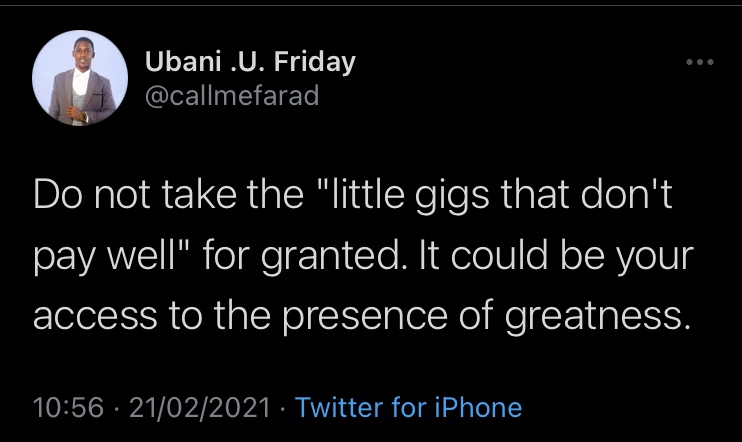 Ubani .U. Friday
@callmefarad
Do not take the "little gigs that don't
pay well" for granted. It could be your
access to the presence of greatness.
10:56 · 21/02/2021 · Twitter for iPhone